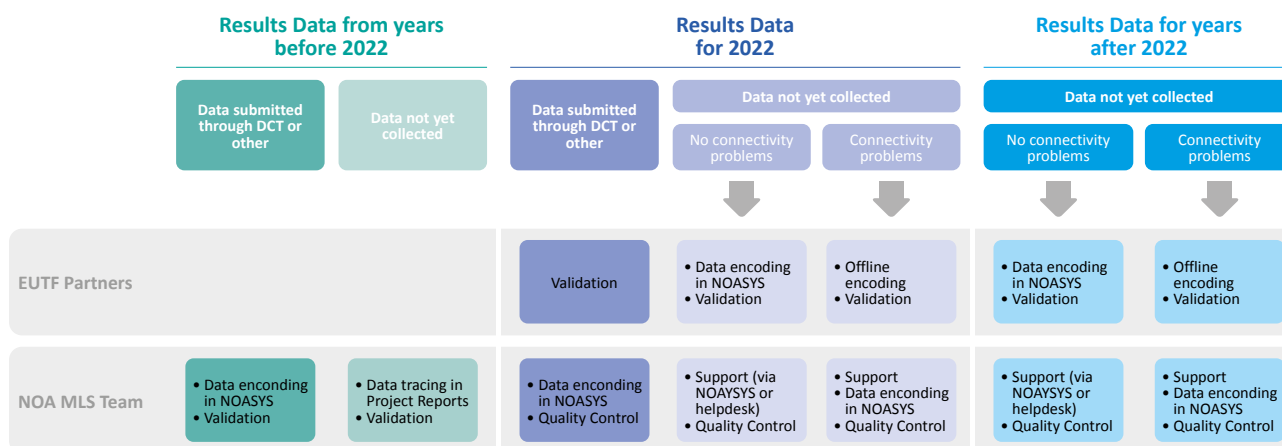 Results Data from years
before 2022
Results Data
for 2022
Results Data for years
after 2022
Data submitted
through DCT or
other
Data not yet
collected
Data submitted
through DCT or
other
Data not yet collected
No connectivity
problems
Connectivity
problems
Data not yet collected
No connectivity
problems
Connectivity
problems
EUTF Partners
Validation
• Data encoding
in NOASYS
• Validation
• Offline
encoding
• Validation
• Data encoding
in NOASYS
• Validation
• Offline
encoding
• Validation
NOA MLS Team
• Data enconding
in NOASYS
• Validation
• Data tracing in
Project Reports
• Validation
• Data enconding
in NOASYS
• Quality Control
• Support (via
NOAYSYS or
helpdesk)
• Quality Control
• Support
• Data encoding in
NOASYS
• Quality Control
• Support (via
NOAYSYS or
helpdesk)
• Quality Control
• Support
• Data encoding in
NOASYS
• Quality Control